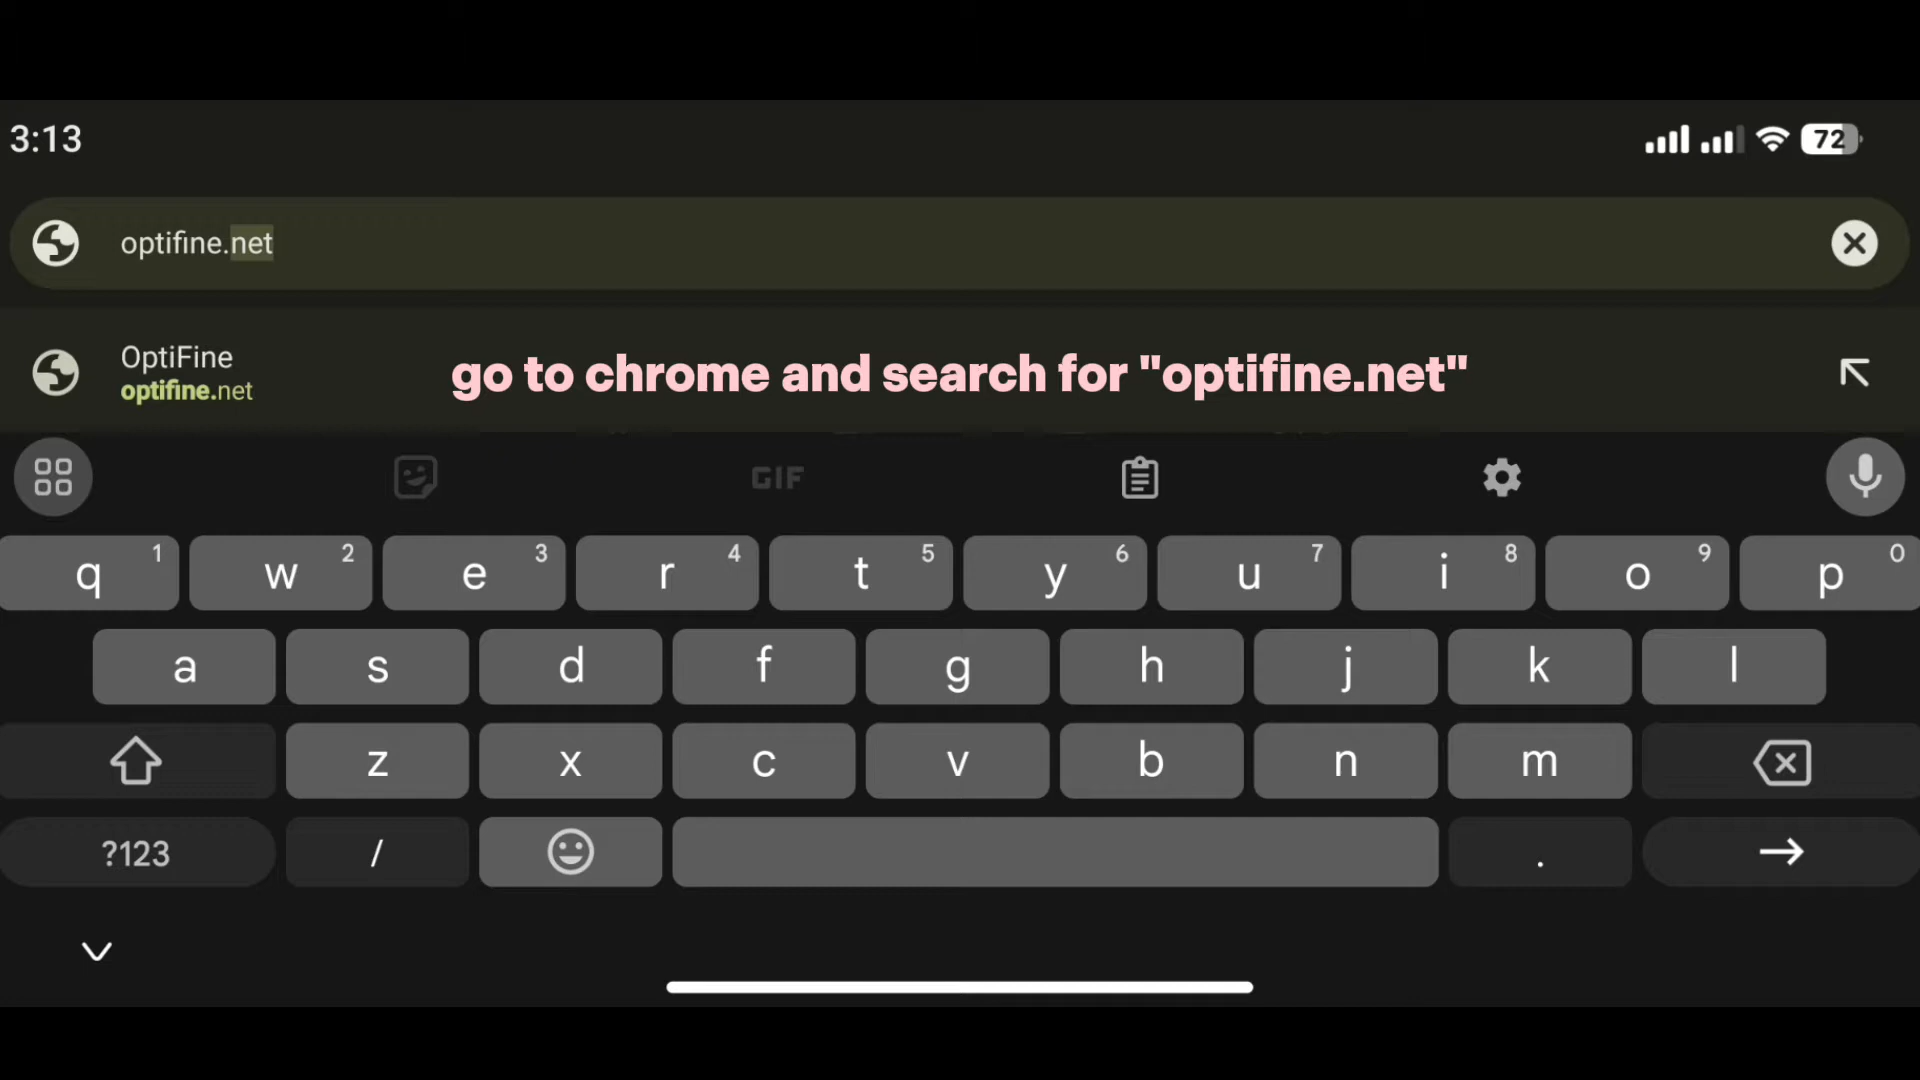 3:13
72
optifine.net
OptiFine
optifine.net
go to chrome and search for "optifine.net"
GIF
q 1 w 2 e 3 r 4 t 5 y 6 u 7 i 8 o 9 p 0
a s d f g h j k l
z x c v b n m
?123 / .